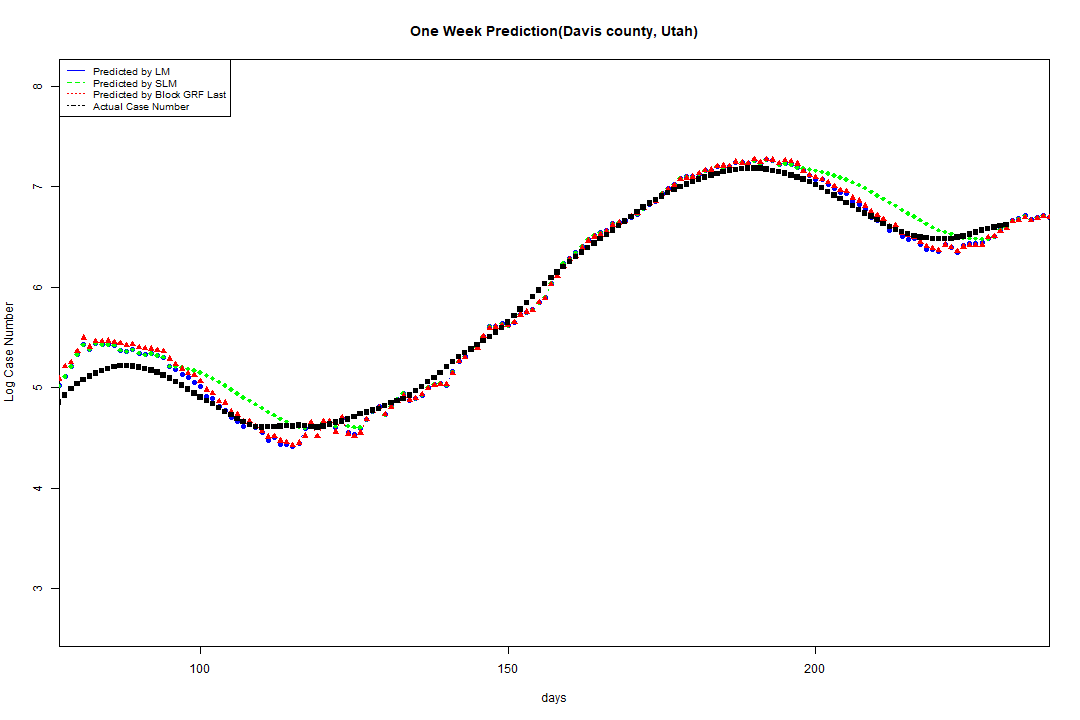 One Week Prediction(Davis county, Utah)
Predicted by LM
Predicted by SLM
Predicted by Block GRF Last
Actual Case Number
8
7
6
5
4
3
Log Case Number
100 150 200
days